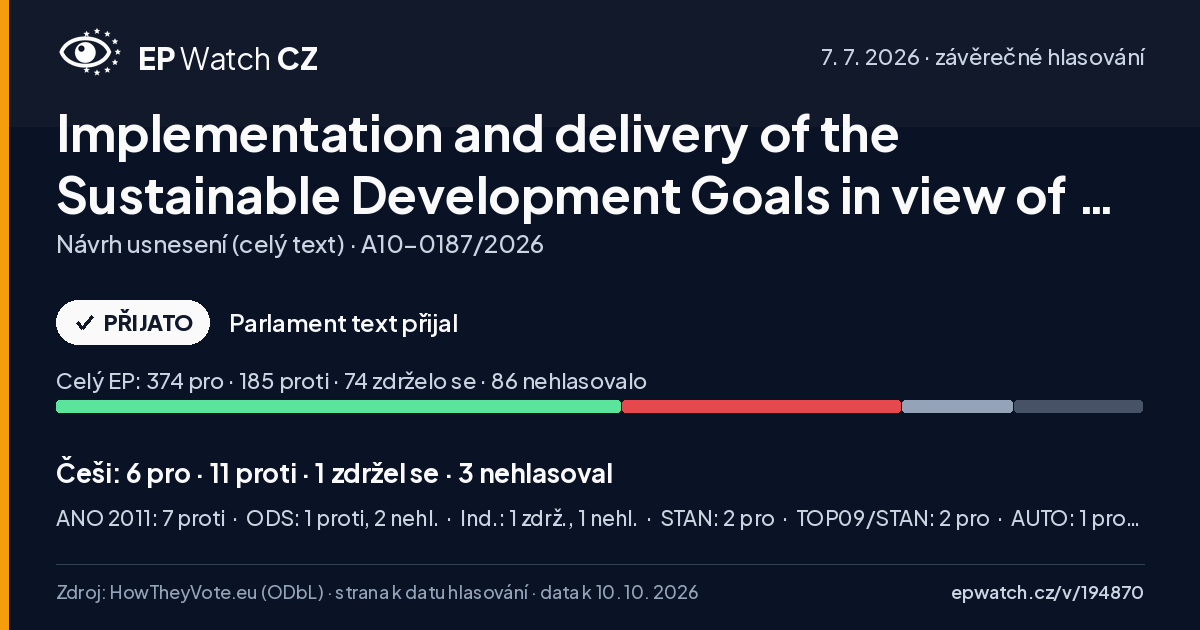 EP Watch CZ
7. 7. 2026 · závěrečné hlasování
Implementation and delivery of the
Sustainable Development Goals in view of ...
Návrh usnesení (celý text) · A10-0187/2026
✓ PŘIJATO
Parlament text přijal
Celý EP: 374 pro · 185 proti · 74 zdrželo se · 86 nehlasovalo
Češi: 6 pro · 11 proti · 1 zdržel se · 3 nehlasoval
ANO 2011: 7 proti · ODS: 1 proti, 2 nehl. · Ind.: 1 zdrž., 1 nehl. · STAN: 2 pro · TOP09/STAN: 2 pro · AUTO: 1 pro...
Zdroj: HowTheyVote.eu (ODbL) · strana k datu hlasování · data k 10. 10. 2026
epwatch.cz/v/194870